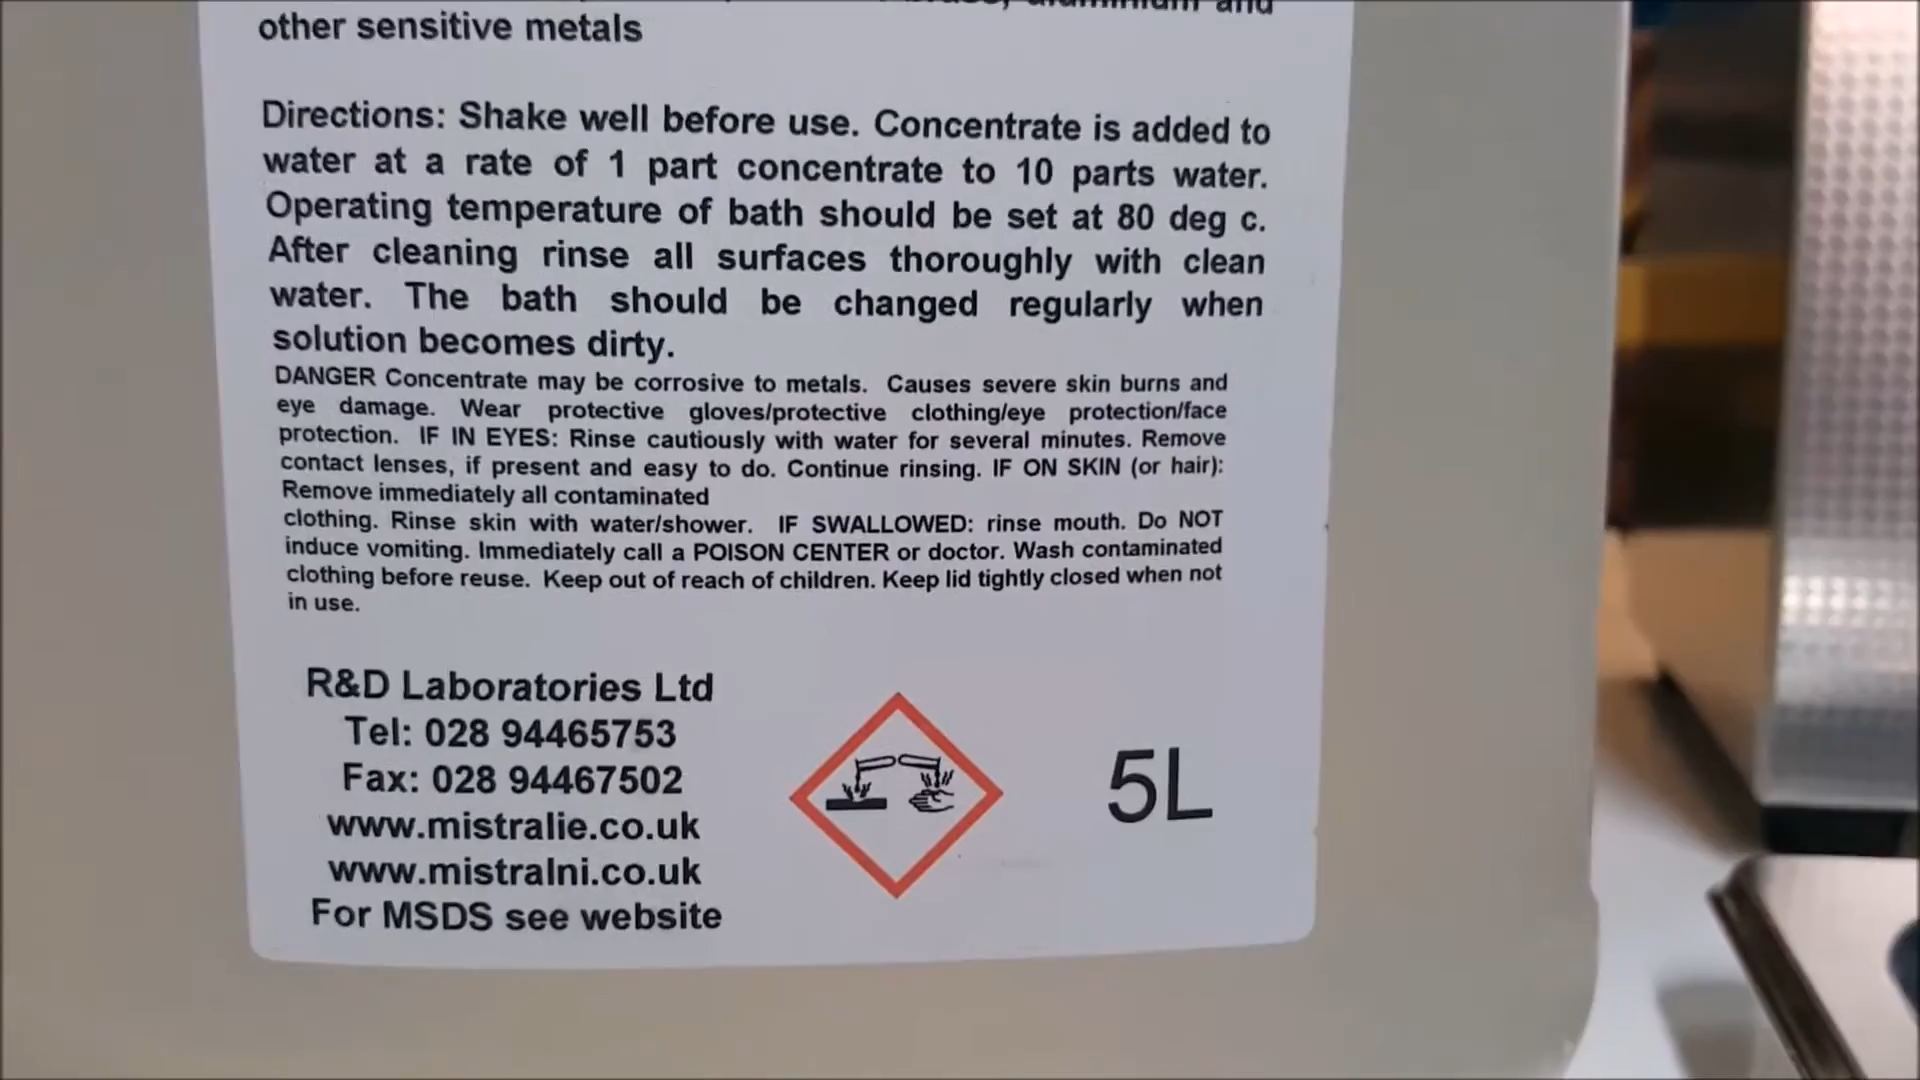 aluminium and
other sensitive metals
Directions: Shake well before use. Concentrate is added to
water at a rate of 1 part concentrate to 10 parts water.
Operating temperature of bath should be set at 80 deg c.
After cleaning rinse all surfaces thoroughly with clean
water. The bath should be changed regularly when
solution becomes dirty.
DANGER Concentrate may be corrosive to metals. Causes severe skin burns and
eye damage. Wear protective gloves/protective clothing/eye protection/face
protection. IF IN EYES: Rinse cautiously with water for several minutes. Remove
contact lenses, if present and easy to do. Continue rinsing. IF ON SKIN (or hair):
Remove immediately all contaminated
clothing. Rinse skin with water/shower. IF SWALLOWED: rinse mouth. Do NOT
induce vomiting. Immediately call a POISON CENTER or doctor. Wash contaminated
clothing before reuse. Keep out of reach of children. Keep lid tightly closed when not
in use.
R&D Laboratories Ltd
Tel: 028 94465753
Fax: 028 94467502
www.mistralie.co.uk
www.mistralni.co.uk
For MSDS see website
5L